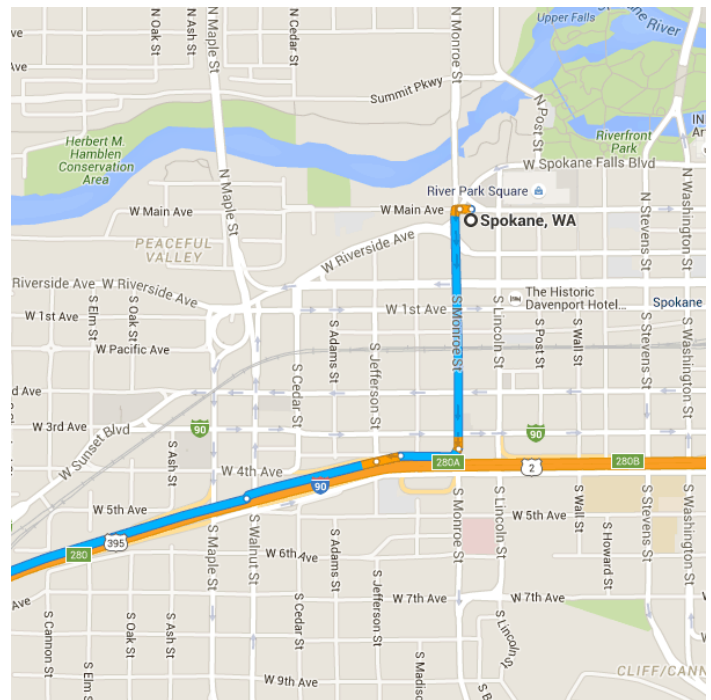 N Oak St
N Ash St
N Cedar St
N Maple St
N Monroe St
Upper Falls
Spokane River
Summit Pkwy
N Post St
Herbert M.
Hamblen
Conservation
Area
Riverfront
Park
W Spokane Falls Blvd
N Maple St
River Park Square
W Main Ave
W Main Ave
Spokane, WA
N Stevens St
N Washington St
PEACEFUL
VALLEY
W Riverside Ave
Riverside Ave
W Riverside Ave
S Elm St
S Oak St
W 1st Ave
W 1st Ave
S Monroe St
S Lincoln St
The Historic
Davenport Hotel...
Spokane
W Pacific Ave
S Adams St
S Jefferson St
S Cedar St
S Post St
S Wall St
S Stevens St
S Washington St
W 3rd Ave
90
90
W Sunset Blvd
S Ash St
W 4th Ave
280A
2
280B
90
W 5th Ave
S Maple St
S Walnut St
S Adams St
S Monroe St
S Lincoln St
W 5th Ave
S Wall St
S Howard St
S Stevens St
S Washington St
280
395
W 6th Ave
S Jefferson St
W 7th Ave
W 7th Ave
S Cannon St
S Elm St
S Oak St
S Ash St
S Cedar St
S Lincoln St
W 9th Ave
CLIFF/CANN